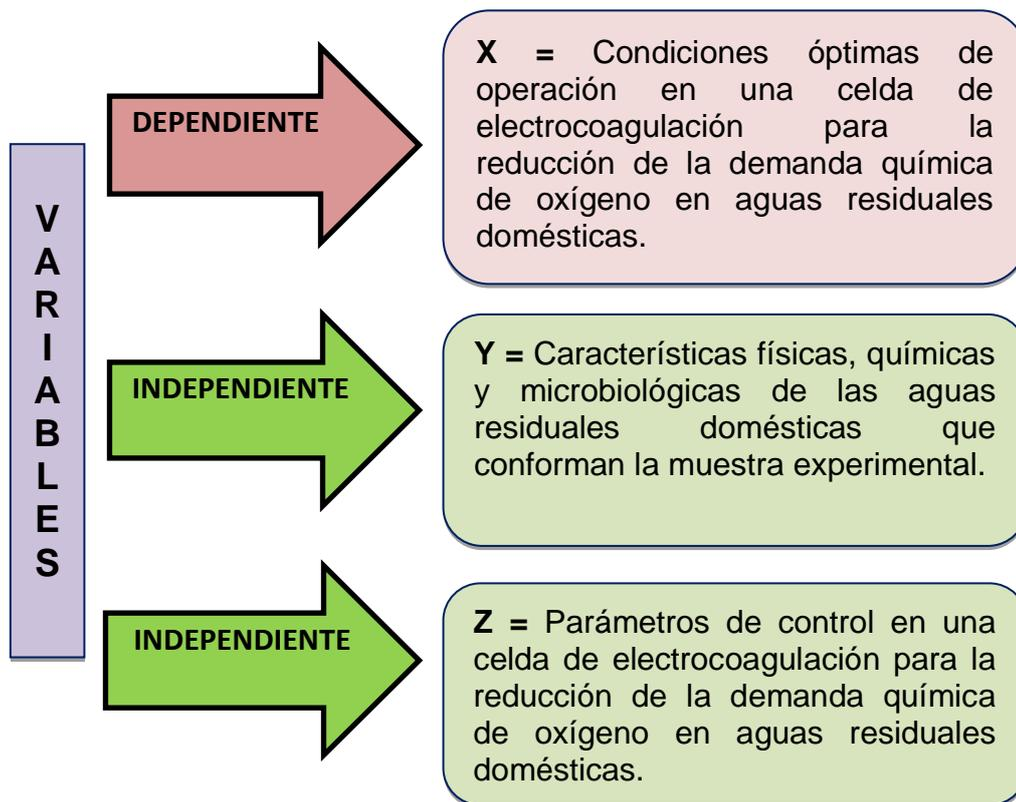 VARIABLES
DEPENDIENTE
X = Condiciones óptimas de
operación en una celda de
electrocoagulación para la
reducción de la demanda química
de oxígeno en aguas residuales
domésticas.
INDEPENDIENTE
Y = Características físicas, químicas
y microbiológicas de las aguas
residuales domésticas que
conforman la muestra experimental.
INDEPENDIENTE
Z = Parámetros de control en una
celda de electrocoagulación para la
reducción de la demanda química
de oxígeno en aguas residuales
domésticas.